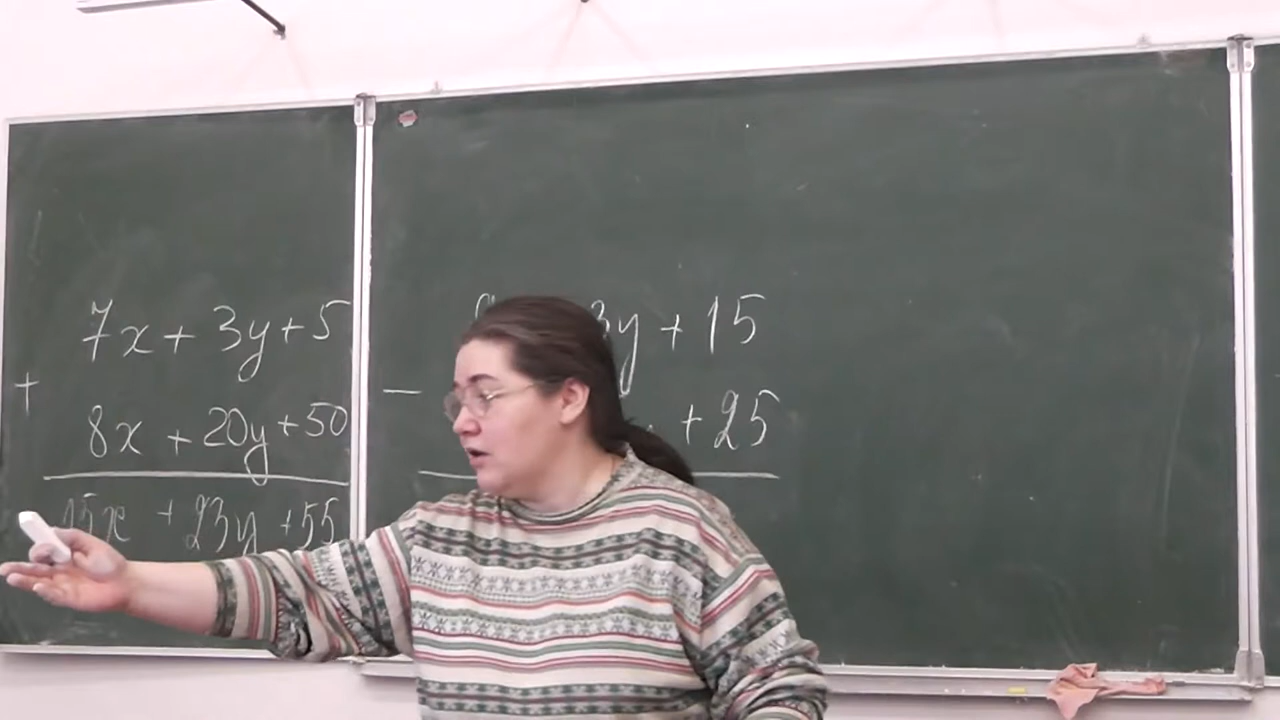 7x + 3y + 5
+
8x + 20y + 50
15x + 23y + 55
3y + 15
−
+ 25